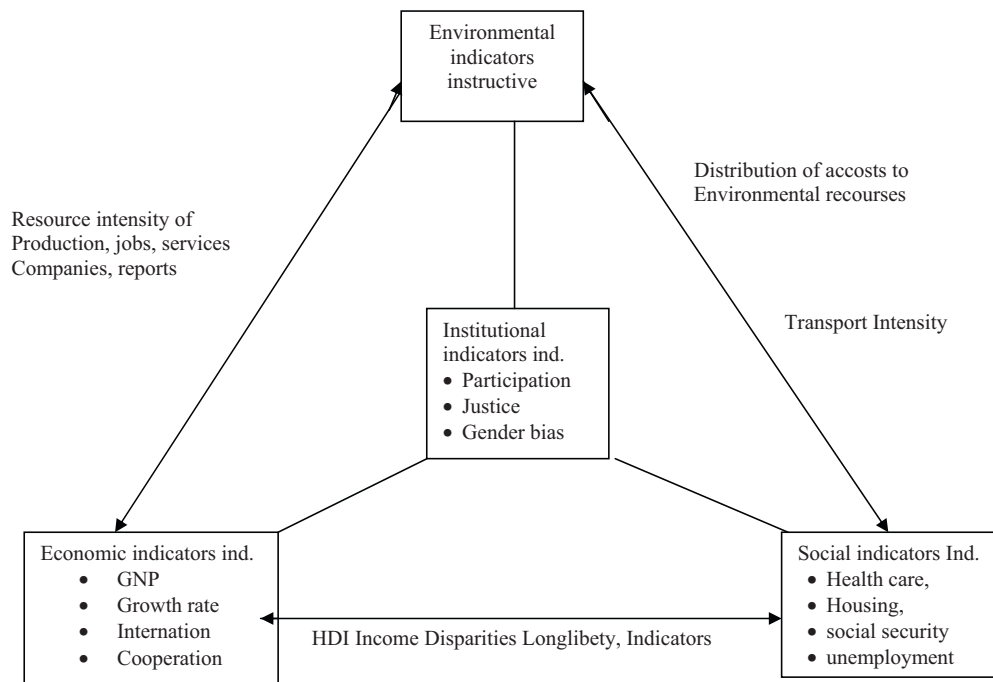 Environmental
indicators
instructive
Distribution of accosts to
Environmental recourses
Resource intensity of
Production, jobs, services
Companies, reports
Transport Intensity
Institutional
indicators ind.
• Participation
• Justice
• Gender bias
Economic indicators ind.
• GNP
• Growth rate
• Internation
• Cooperation
Social indicators Ind.
• Health care,
• Housing,
• social security
• unemployment
HDI Income Disparities Longlibety, Indicators